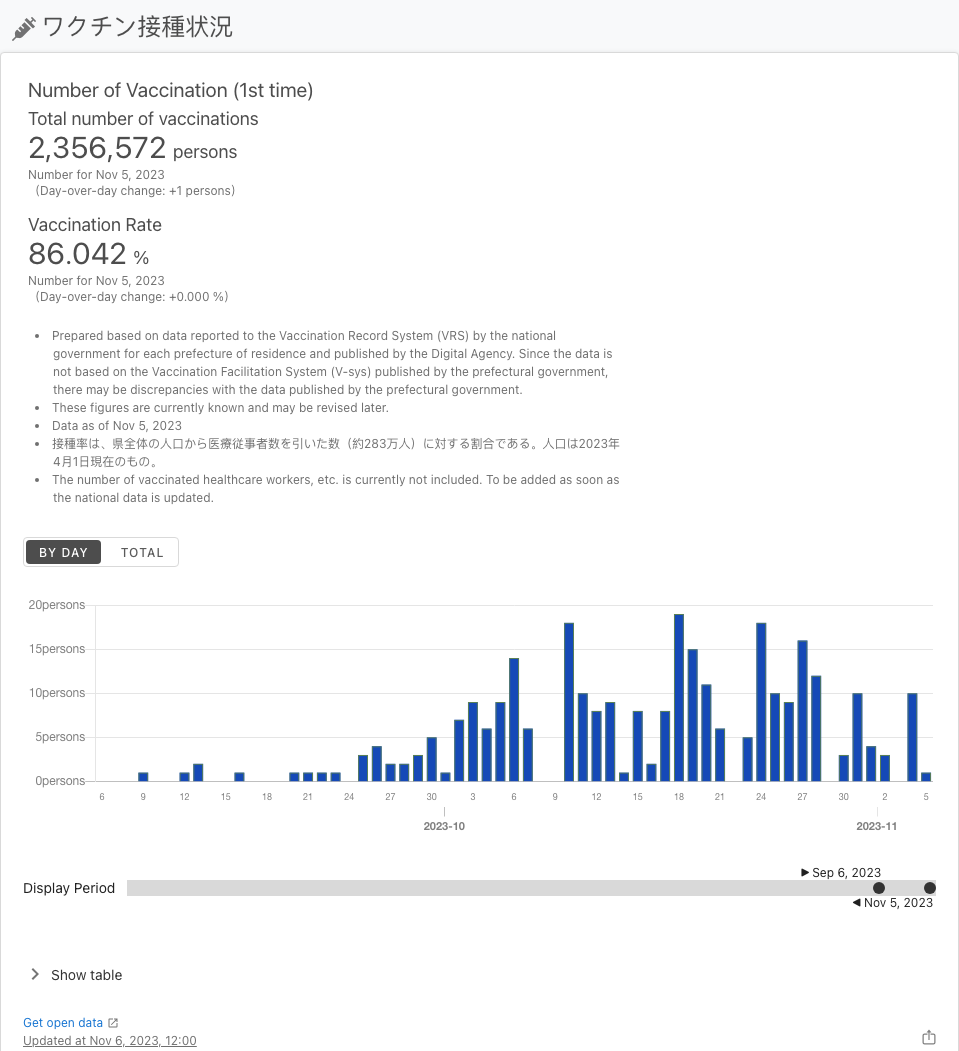 ワクチン接種状況
Number of Vaccination (1st time)
Total number of vaccinations
2,356,572 persons
Number for Nov 5, 2023
(Day-over-day change: +1 persons)
Vaccination Rate
86.042 %
Number for Nov 5, 2023
(Day-over-day change: +0.000 %)
• Prepared based on data reported to the Vaccination Record System (VRS) by the national
government for each prefecture of residence and published by the Digital Agency. Since the data is
not based on the Vaccination Facilitation System (V-sys) published by the prefectural government,
there may be discrepancies with the data published by the prefectural government.
• These figures are currently known and may be revised later.
• Data as of Nov 5, 2023
• 接種率は、県全体の人口から医療従事者数を引いた数（約283万人）に対する割合である。人口は2023年
4月1日現在のもの。
• The number of vaccinated healthcare workers, etc. is currently not included. To be added as soon as
the national data is updated.
BY DAY TOTAL
20persons
15persons
10persons
5persons
0persons
6 9 12 15 18 21 24 27 30 3 6 9 12 15 18 21 24 27 30 2 5
2023-10 2023-11
▶ Sep 6, 2023
Display Period
◀ Nov 5, 2023
Show table
Get open data
Updated at Nov 6, 2023, 12:00